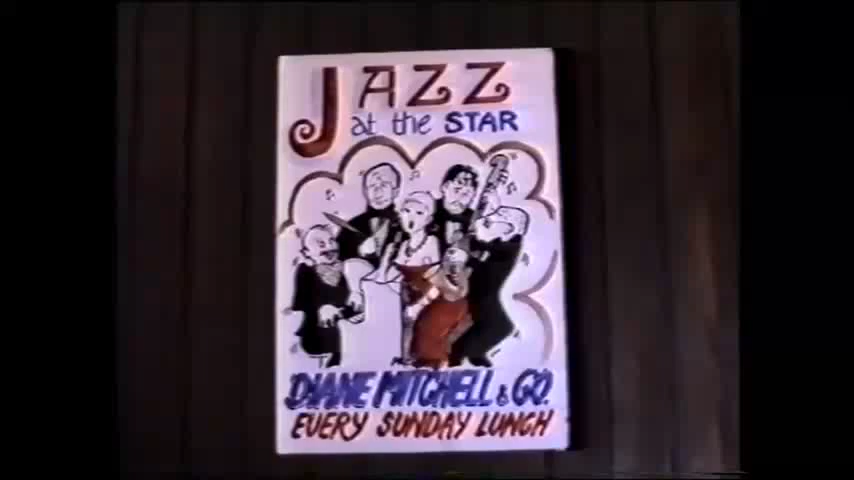 JAZZ
at the STAR
DIANE MITCHELL & CO.
EVERY SUNDAY LUNCH